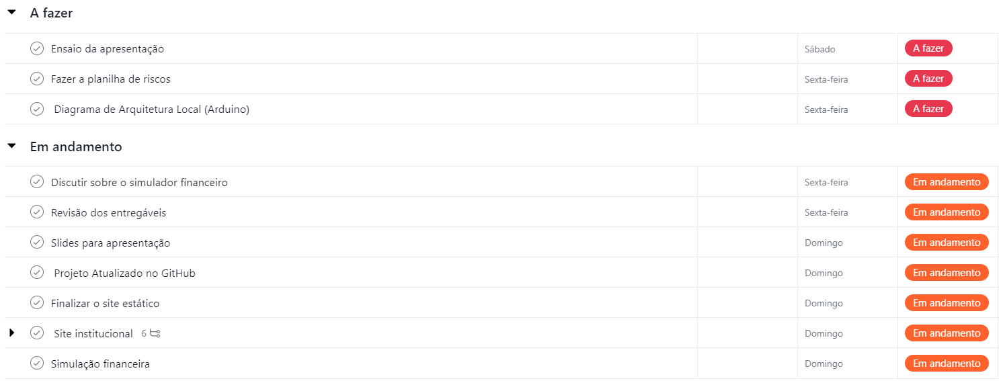 A fazer
Ensaio da apresentação Sábado A fazer
Fazer a planilha de riscos Sexta-feira A fazer
Diagrama de Arquitetura Local (Arduino) Sexta-feira A fazer
Em andamento
Discutir sobre o simulador financeiro Sexta-feira Em andamento
Revisão dos entregáveis Sexta-feira Em andamento
Slides para apresentação Domingo Em andamento
Projeto Atualizado no GitHub Domingo Em andamento
Finalizar o site estático Domingo Em andamento
Site institucional 6 Domingo Em andamento
Simulação financeira Domingo Em andamento